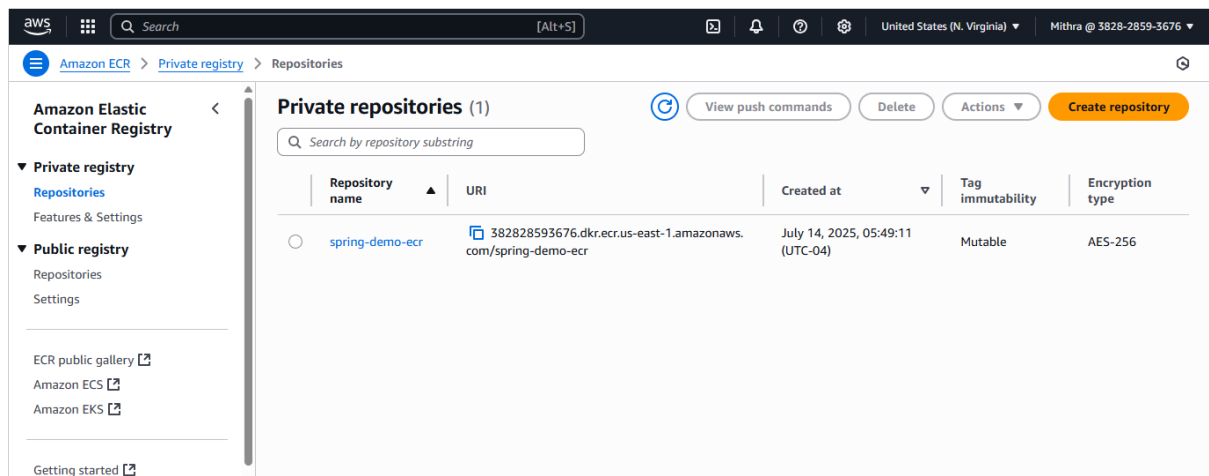 aws
Search [Alt+S]
United States (N. Virginia) ▼
Mithra @ 3828-2859-3676 ▼
Amazon ECR > Private registry > Repositories
Amazon Elastic
Container Registry
▼ Private registry
Repositories
Features & Settings
▼ Public registry
Repositories
Settings
ECR public gallery
Amazon ECS
Amazon EKS
Getting started
Private repositories (1)
View push commands
Delete
Actions ▼
Create repository
Search by repository substring
Repository
name
URI
Created at
Tag
immutability
Encryption
type
spring-demo-ecr
382828593676.dkr.ecr.us-east-1.amazonaws.
com/spring-demo-ecr
July 14, 2025, 05:49:11
(UTC-04)
Mutable
AES-256